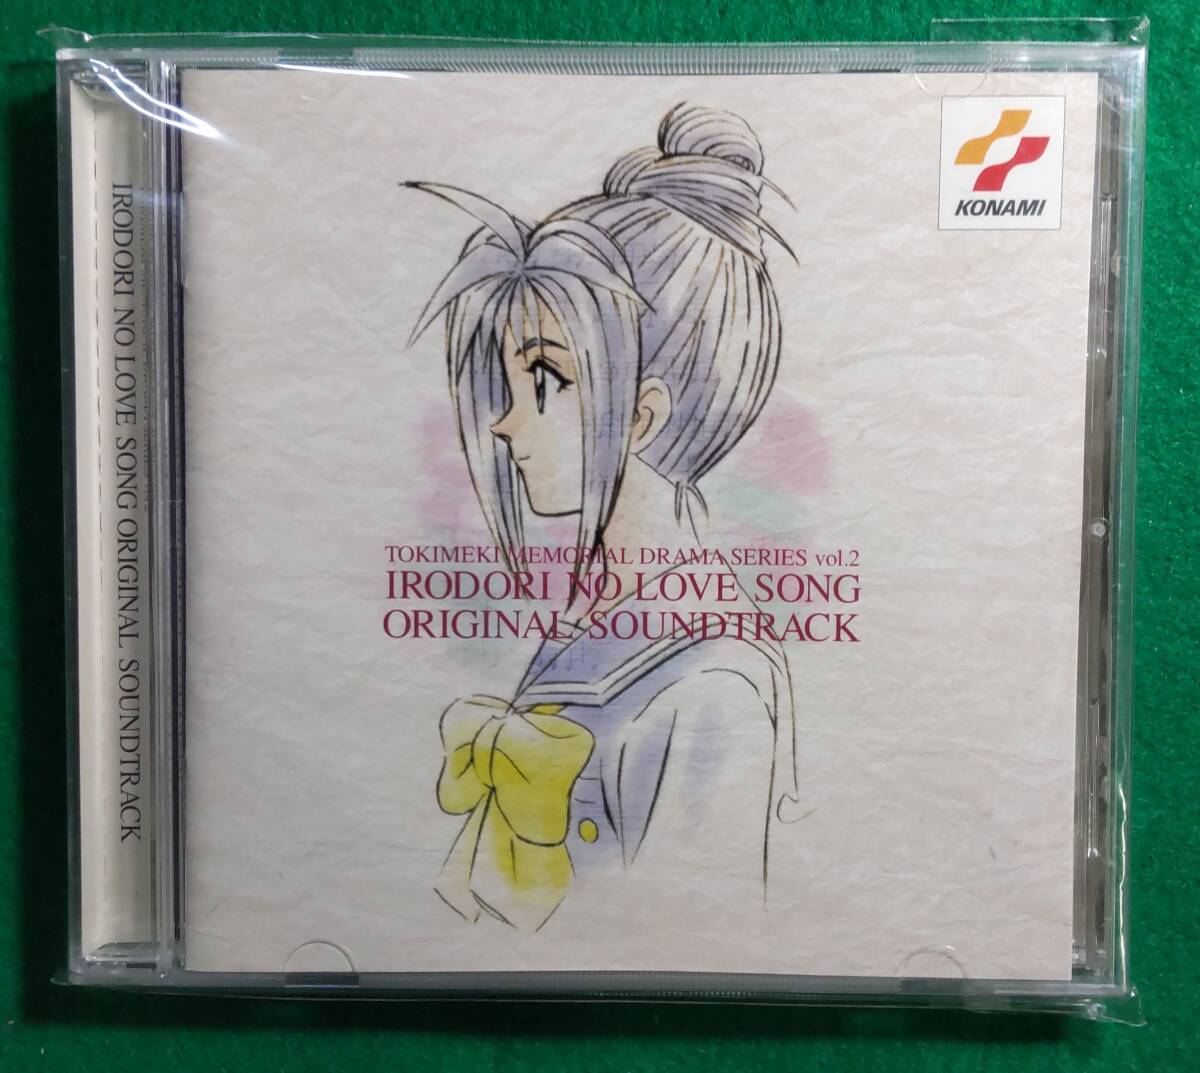 IRODORI NO LOVE SONG ORIGINAL SOUNDTRACK
KONAMI
TOKIMEKI MEMORIAL DRAMA SERIES vol.2
IRODORI NO LOVE SONG
ORIGINAL SOUNDTRACK